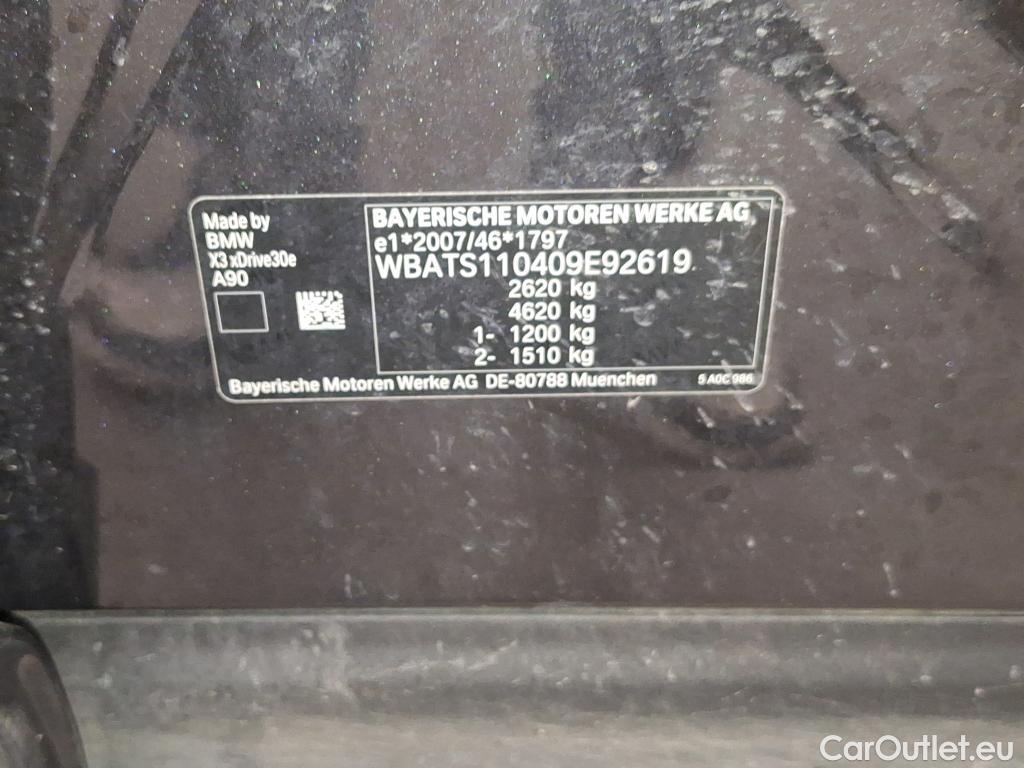 Made by
BMW
X3 xDrive30e
A90
BAYERISCHE MOTOREN WERKE AG
e1*2007/46*1797
WBATS110409E92619
2620 kg
4620 kg
1- 1200 kg
2- 1510 kg
Bayerische Motoren Werke AG DE-80788 Muenchen
5 A0C 986
CarOutlet.eu